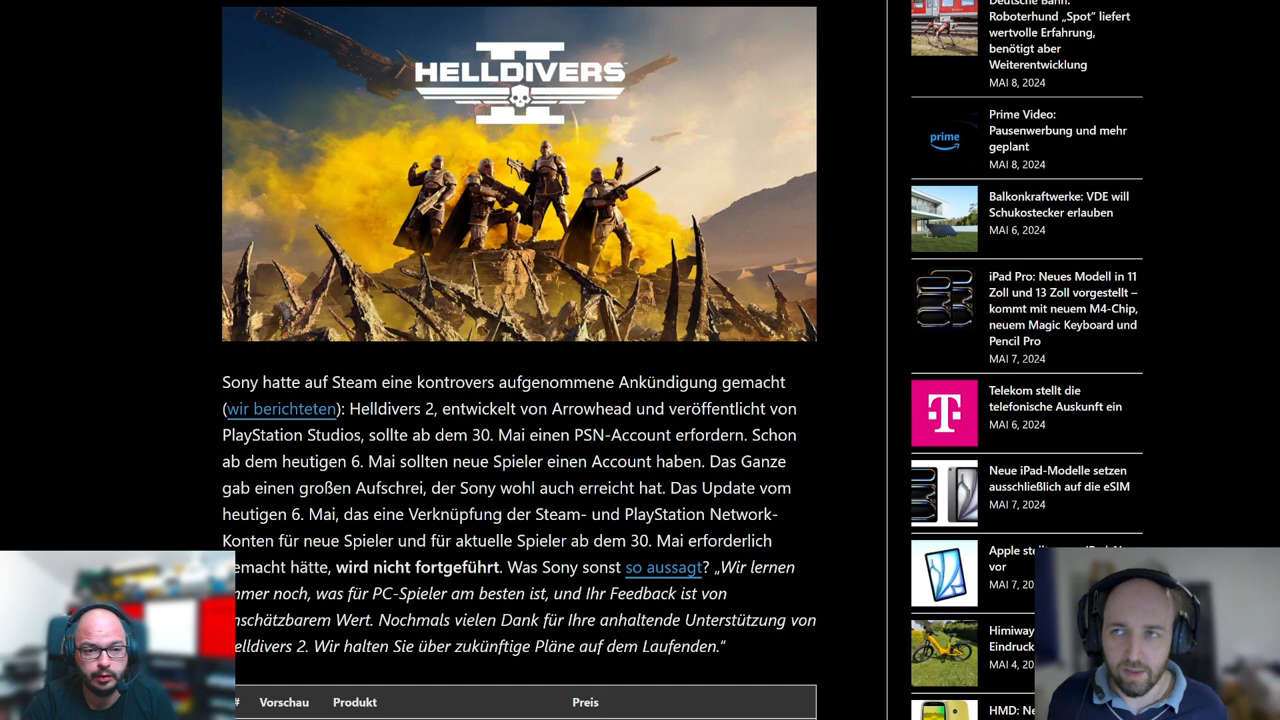 HELLDIVERS
II
Sony hatte auf Steam eine kontrovers aufgenommene Ankündigung gemacht
(wir berichteten): Helldivers 2, entwickelt von Arrowhead und veröffentlicht von
PlayStation Studios, sollte ab dem 30. Mai einen PSN-Account erfordern. Schon
ab dem heutigen 6. Mai sollten neue Spieler einen Account haben. Das Ganze
gab einen großen Aufschrei, der Sony wohl auch erreicht hat. Das Update vom
heutigen 6. Mai, das eine Verknüpfung der Steam- und PlayStation Network-
Konten für neue Spieler und für aktuelle Spieler ab dem 30. Mai erforderlich
gemacht hätte, wird nicht fortgeführt. Was Sony sonst so aussagt? „Wir lernen
immer noch, was für PC-Spieler am besten ist, und Ihr Feedback ist von
unschätzbarem Wert. Nochmals vielen Dank für Ihre anhaltende Unterstützung von
Helldivers 2. Wir halten Sie über zukünftige Pläne auf dem Laufenden.“
# Vorschau Produkt Preis
Deutsche Bahn:
Roboterhund „Spot“ liefert
wertvolle Erfahrung,
benötigt aber
Weiterentwicklung
MAI 8, 2024
prime
Prime Video:
Pausenwerbung und mehr
geplant
MAI 8, 2024
Balkonkraftwerke: VDE will
Schukostecker erlauben
MAI 6, 2024
iPad Pro: Neues Modell in 11
Zoll und 13 Zoll vorgestellt –
kommt mit neuem M4-Chip,
neuem Magic Keyboard und
Pencil Pro
MAI 7, 2024
T
Telekom stellt die
telefonische Auskunft ein
MAI 6, 2024
Neue iPad-Modelle setzen
ausschließlich auf die eSIM
MAI 7, 2024
Apple
vor
MAI 7,
Himiway
Eindruck
MAI 4, 20
HMD: